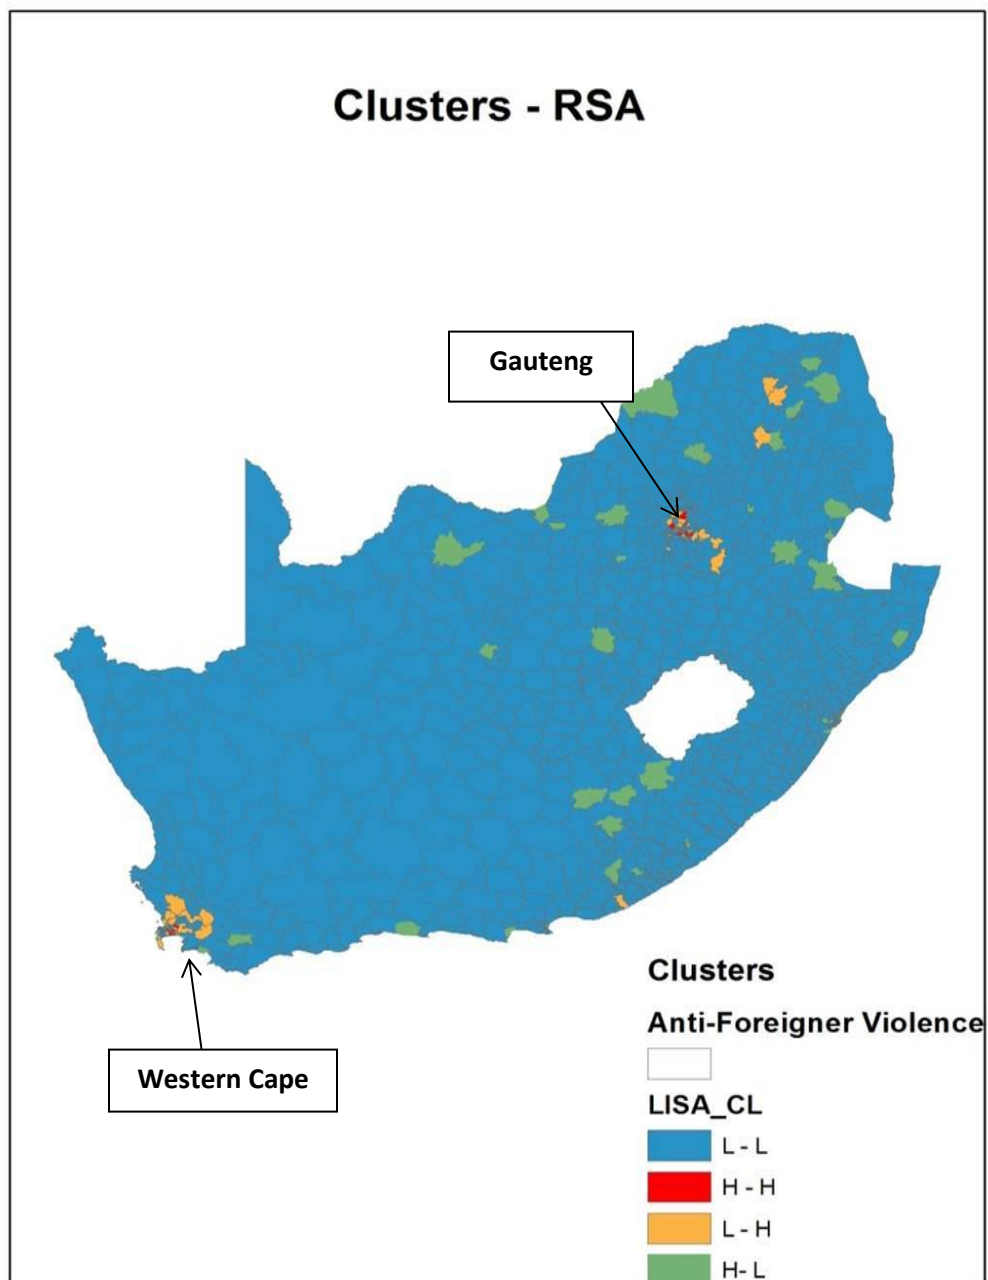 Clusters - RSA
Gauteng
Western Cape
Clusters
Anti-Foreigner Violence
LISA_CL
L - L
H - H
L - H
H- L